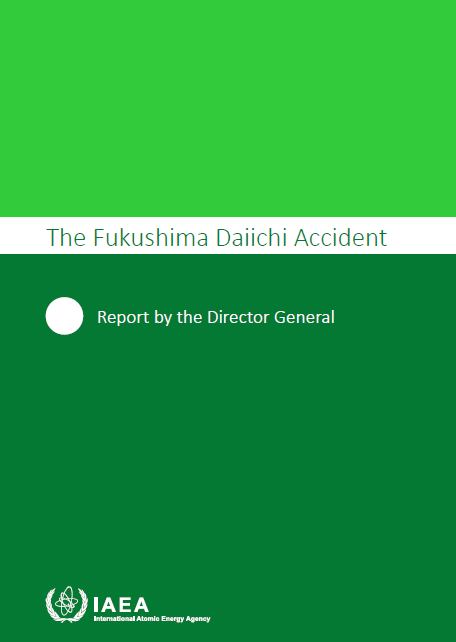 The Fukushima Daiichi Accident
Report by the Director General
IAEA
International Atomic Energy Agency